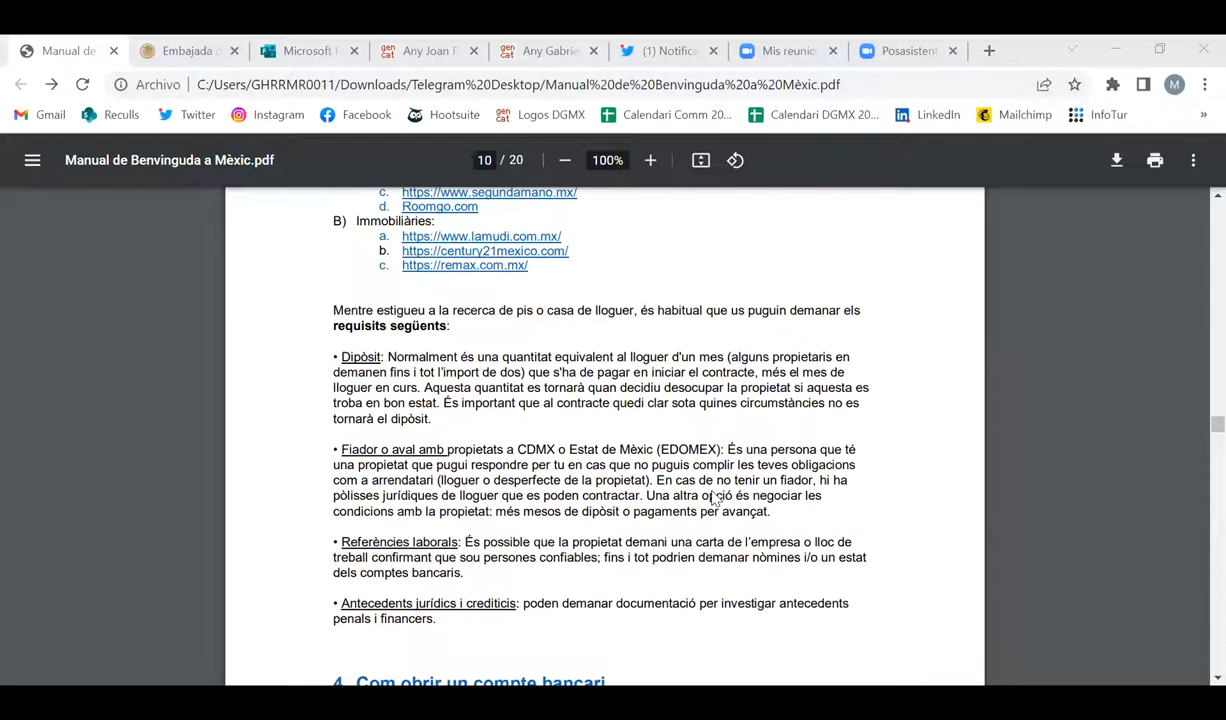 Manual de
Embajada d
Microsoft F
gen cat Any Joan F
gen cat Any Gabrie
(1) Notifica
Mis reunio
Posasistent
Archivo
C:/Users/GHRRMR0011/Downloads/Telegram%20Desktop/Manual%20de%20Benvinguda%20a%20Mèxic.pdf
M
Gmail
Reculls
Twitter
Instagram
Facebook
Hootsuite
gen cat Logos DGMX
Calendari Comm 20...
Calendari DGMX 20...
LinkedIn
Mailchimp
InfoTur
»
Manual de Benvinguda a Mèxic.pdf
10 / 20
100%
c. https://www.segundamano.mx/
d. Roomgo.com
B) Immobiliàries:
a. https://www.lamudi.com.mx/
b. https://century21mexico.com/
c. https://remax.com.mx/
Mentre estigueu a la recerca de pis o casa de lloguer, és habitual que us puguin demanar els
requisits següents:
• Dipòsit: Normalment és una quantitat equivalent al lloguer d'un mes (alguns propietaris en
demanen fins i tot l'import de dos) que s'ha de pagar en iniciar el contracte, més el mes de
lloguer en curs. Aquesta quantitat es tornarà quan decidiu desocupar la propietat si aquesta es
troba en bon estat. És important que al contracte quedi clar sota quines circumstàncies no es
tornarà el dipòsit.
• Fiador o aval amb propietats a CDMX o Estat de Mèxic (EDOMEX): És una persona que té
una propietat que pugui respondre per tu en cas que no puguis complir les teves obligacions
com a arrendatari (lloguer o desperfecte de la propietat). En cas de no tenir un fiador, hi ha
pòlisses jurídiques de lloguer que es poden contractar. Una altra opció és negociar les
condicions amb la propietat: més mesos de dipòsit o pagaments per avançat.
• Referències laborals: És possible que la propietat demani una carta de l'empresa o lloc de
treball confirmant que sou persones confiables; fins i tot podrien demanar nòmines i/o un estat
dels comptes bancaris.
• Antecedents jurídics i crediticis: poden demanar documentació per investigar antecedents
penals i financers.
4. Com obrir un compte bancari